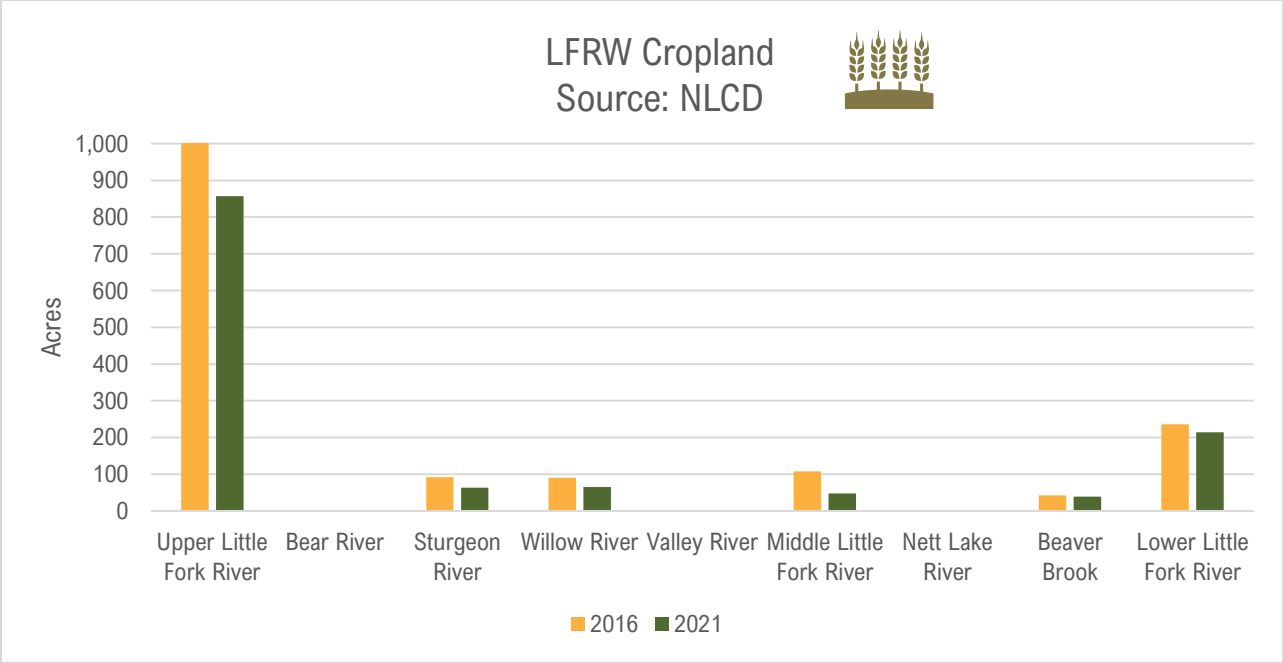 LFRW Cropland
Source: NLCD
1,000
900
800
700
600
500
400
300
200
100
0
Acres
Upper Little
Fork River
Bear River
Sturgeon
River
Willow River
Valley River
Middle Little
Fork River
Nett Lake
River
Beaver
Brook
Lower Little
Fork River
2016
2021